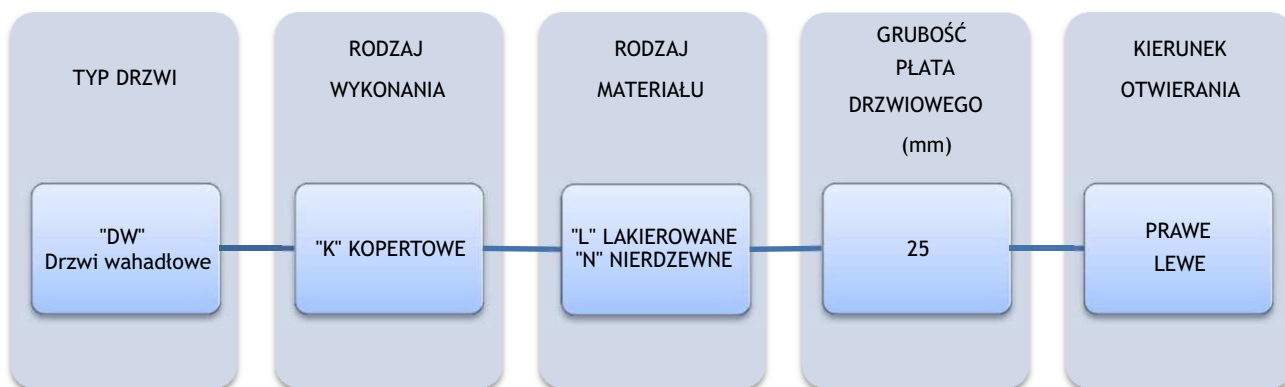 TYP DRZWI
"DW"
Drzwi wahadłowe
RODZAJ
WYKONANIA
"K" KOPERTOWE
RODZAJ
MATERIAŁU
"L" LAKIEROWANE
"N" NIERDZEWNE
GRUBOŚĆ
PŁATA
DRZWIOWEGO
(mm)
25
KIERUNEK
OTWIERANIA
PRAWE
LEWE